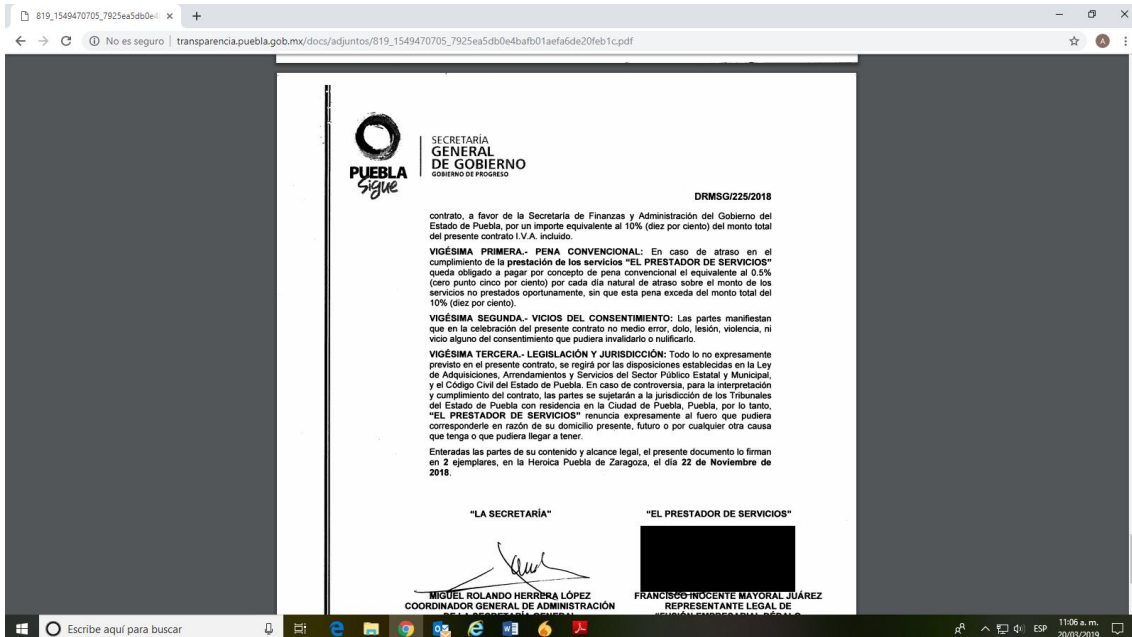 819_1549470705_7925ea5db0e4
No es seguro | transparencia.puebla.gob.mx/docs/adjuntos/819_1549470705_7925ea5db0e4bafb01aefa6de20feb1c.pdf
A
PUEBLA
Sigue
SECRETARÍA
GENERAL
DE GOBIERNO
GOBIERNO DE PROGRESO
DRMSG/225/2018
contrato, a favor de la Secretaría de Finanzas y Administración del Gobierno del
Estado de Puebla, por un importe equivalente al 10% (diez por ciento) del monto total
del presente contrato I.V.A. incluido.
VIGÉSIMA PRIMERA.- PENA CONVENCIONAL: En caso de atraso en el
cumplimiento de la prestación de los servicios "EL PRESTADOR DE SERVICIOS"
queda obligado a pagar por concepto de pena convencional el equivalente al 0.5%
(cero punto cinco por ciento) por cada día natural de atraso sobre el monto de los
servicios no prestados oportunamente, sin que esta pena exceda del monto total del
10% (diez por ciento).
VIGÉSIMA SEGUNDA.- VICIOS DEL CONSENTIMIENTO: Las partes manifiestan
que en la celebración del presente contrato no medio error, dolo, lesión, violencia, ni
vicio alguno del consentimiento que pudiera invalidarlo o nulificarlo.
VIGÉSIMA TERCERA.- LEGISLACIÓN Y JURISDICCIÓN: Todo lo no expresamente
previsto en el presente contrato, se regirá por las disposiciones establecidas en la Ley
de Adquisiciones, Arrendamientos y Servicios del Sector Público Estatal y Municipal,
y el Código Civil del Estado de Puebla. En caso de controversia, para la interpretación
y cumplimiento del contrato, las partes se sujetarán a la jurisdicción de los Tribunales
del Estado de Puebla con residencia en la Ciudad de Puebla, Puebla, por lo tanto,
"EL PRESTADOR DE SERVICIOS" renuncia expresamente al fuero que pudiera
corresponderle en razón de su domicilio presente, futuro o por cualquier otra causa
que tenga o que pudiera llegar a tener.
Enteradas las partes de su contenido y alcance legal, el presente documento lo firman
en 2 ejemplares, en la Heroica Puebla de Zaragoza, el día 22 de Noviembre de
2018.
"LA SECRETARÍA"
"EL PRESTADOR DE SERVICIOS"
MIGUEL ROLANDO HERRERA LÓPEZ
COORDINADOR GENERAL DE ADMINISTRACIÓN
DE LA SECRETARÍA GENERAL
FRANCISCO INOCENTE MAYORAL JUÁREZ
REPRESENTANTE LEGAL DE
"FUSIÓN EMPRESARIAL
Escribe aquí para buscar
ESP
11:06 a. m.
20/03/2019